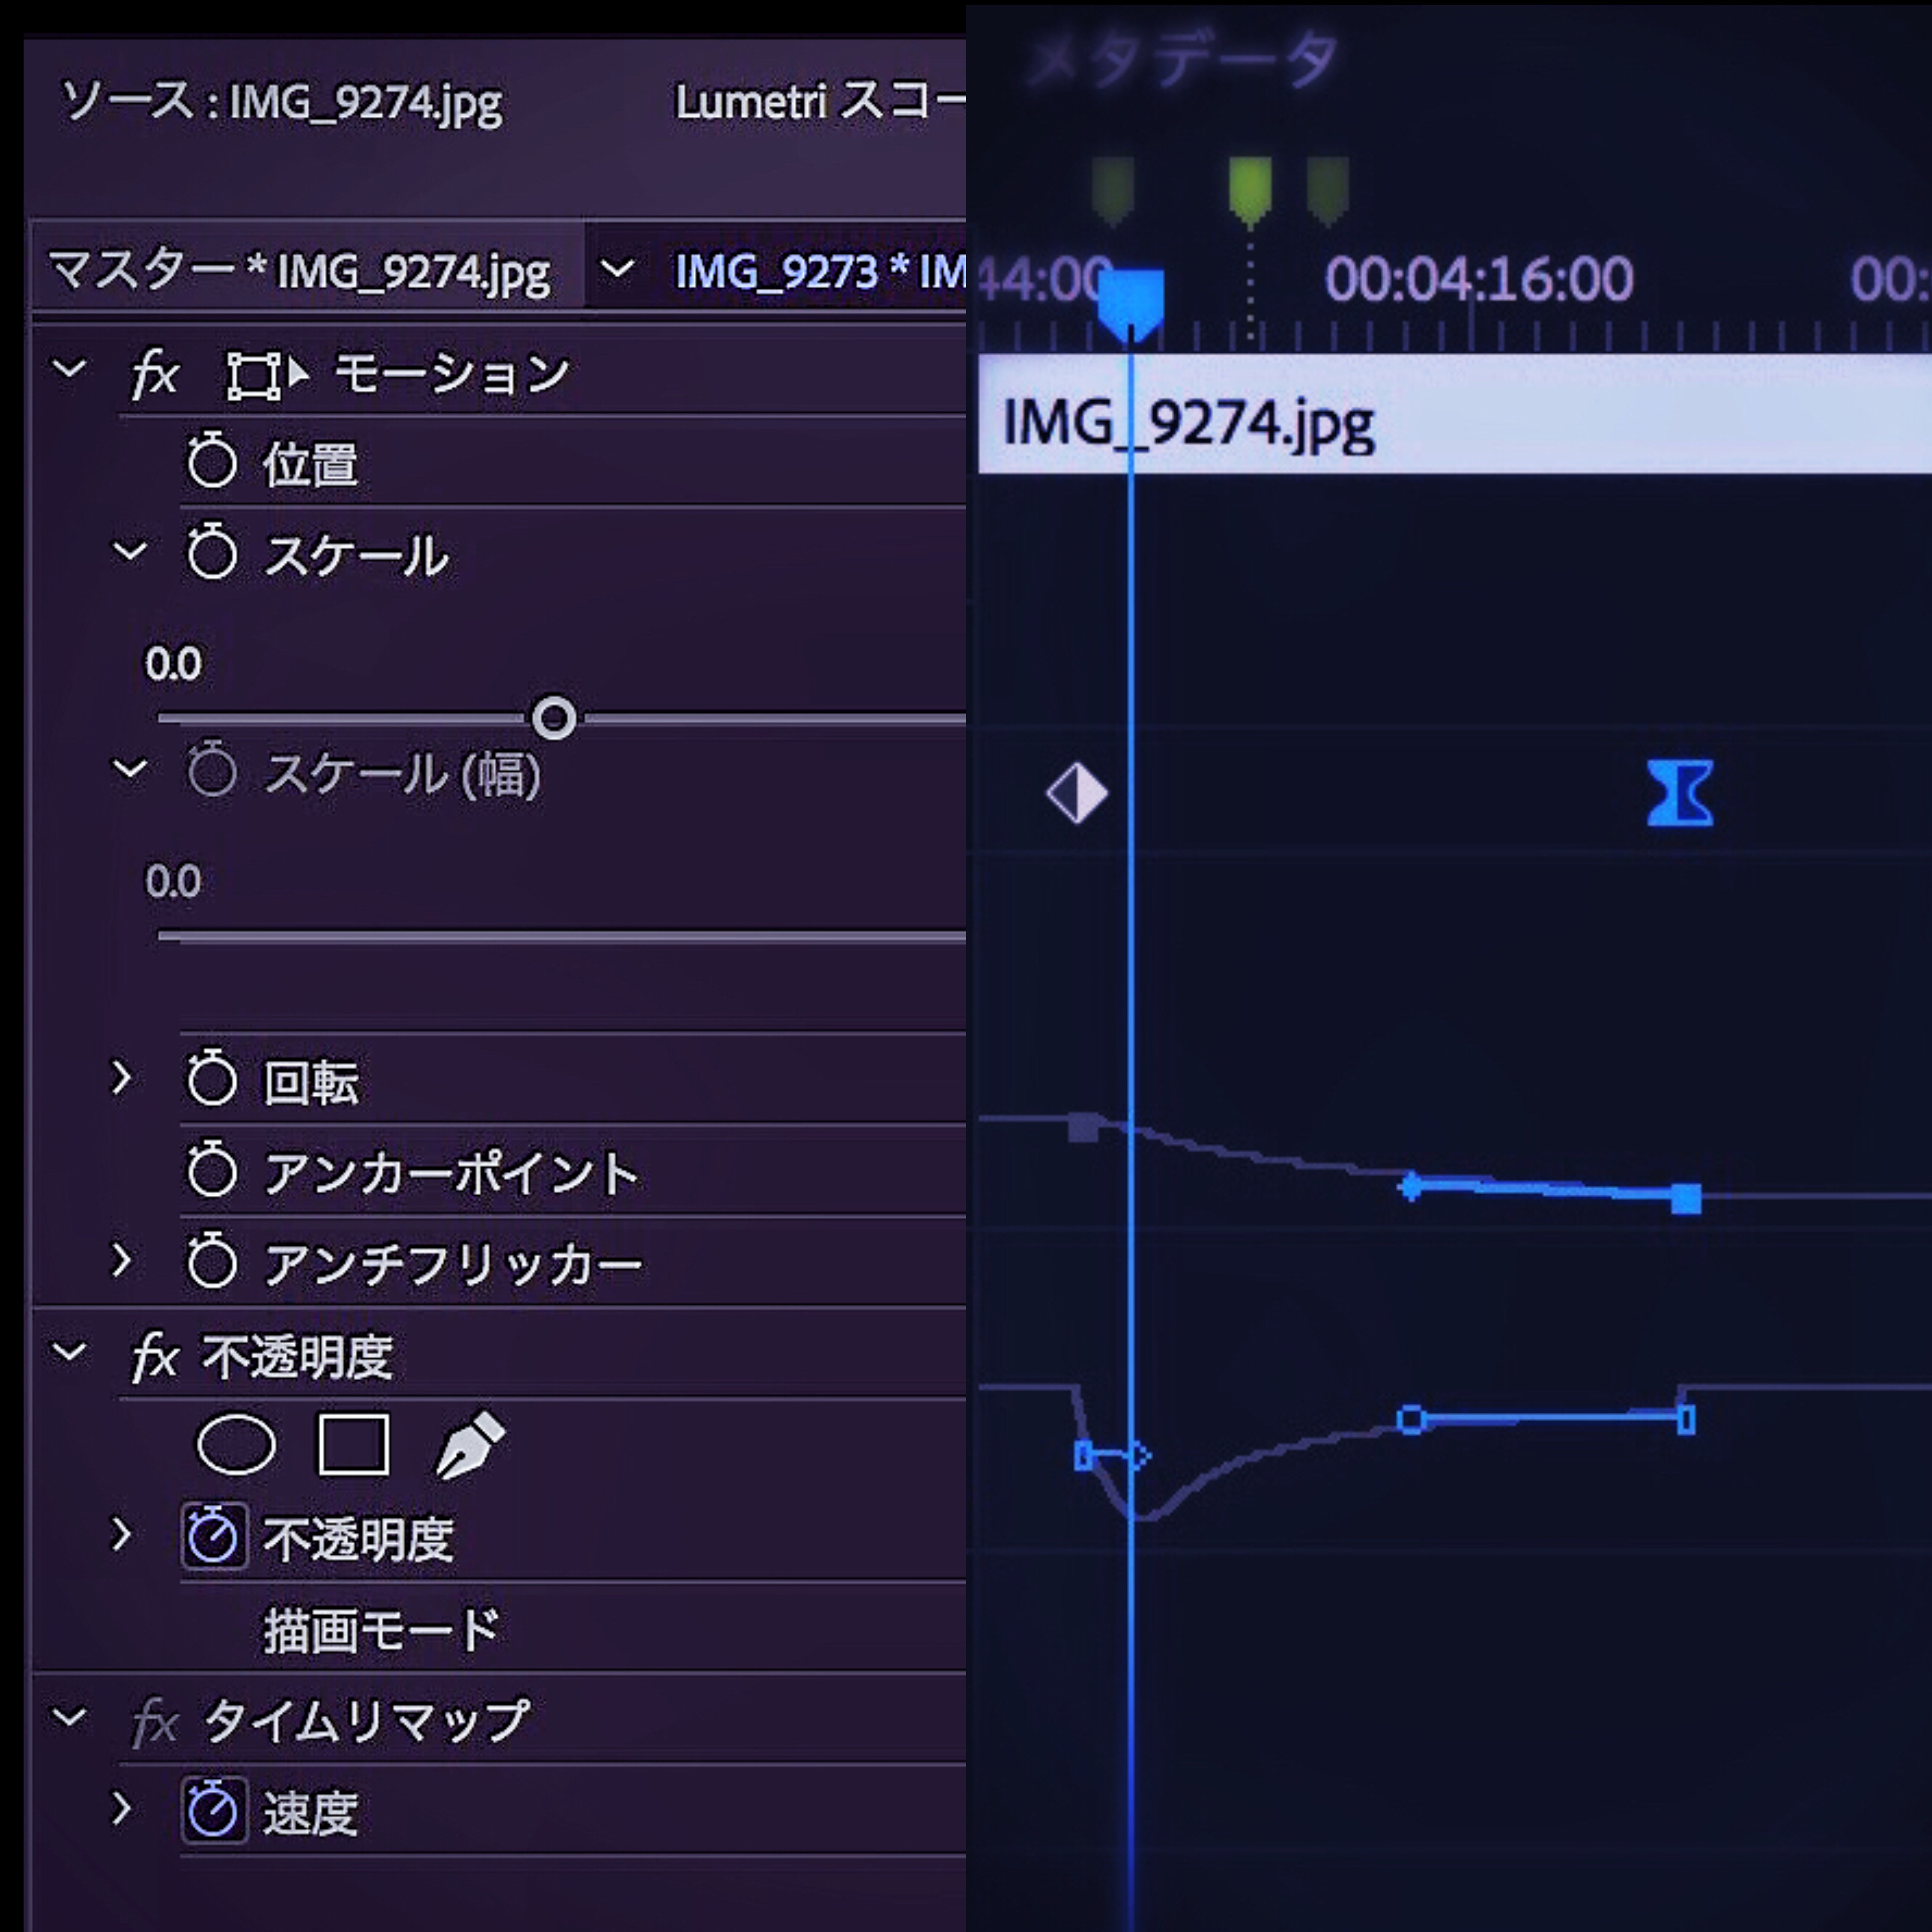 ソース : IMG_9274.jpg
Lumetri スコー
マスター * IMG_9274.jpg
IMG_9273 * IM
fx モーション
位置
スケール
0.0
スケール (幅)
0.0
回転
アンカーポイント
アンチフリッカー
fx 不透明度
不透明度
描画モード
fx タイムリマップ
速度
メタデータ
44:00
00:04:16:00
00:
IMG_9274.jpg